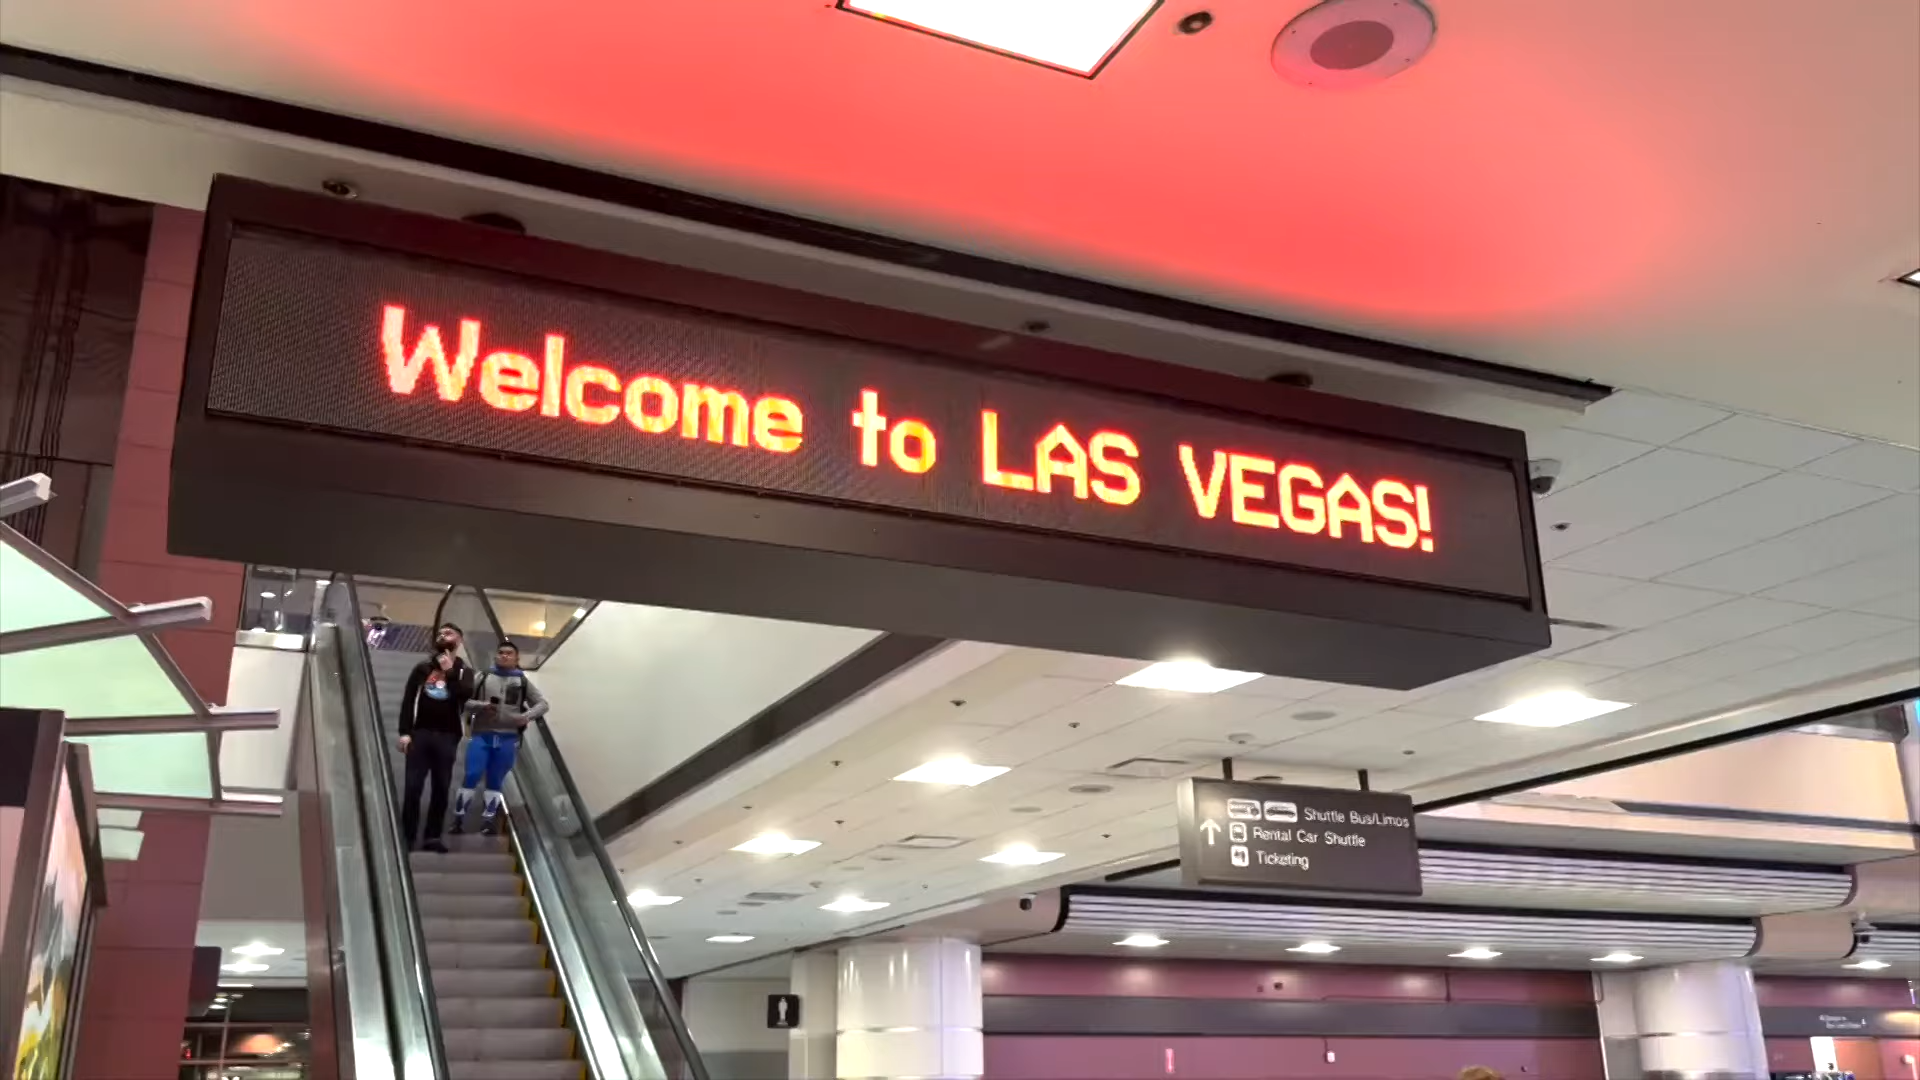 Welcome to LAS VEGAS!
Shuttle Bus/Limos
Rental Car Shuttle
Ticketing